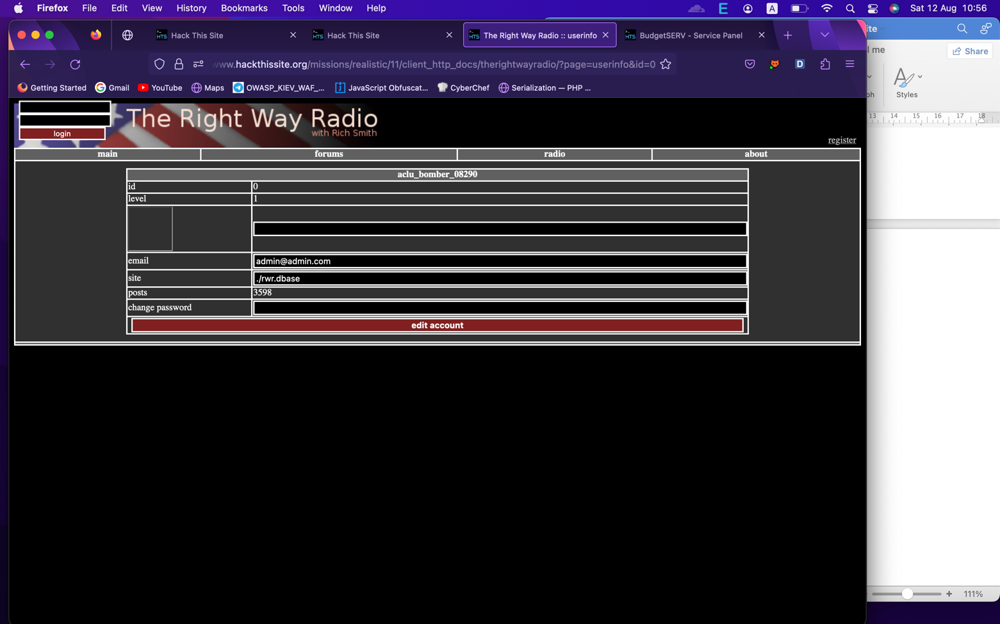 Firefox File Edit View History Bookmarks Tools Window Help E A Sat 12 Aug 10:56
HTS Hack This Site HTS Hack This Site HTS The Right Way Radio :: userinfo HTS BudgetSERV - Service Panel
ite
www.hackthissite.org/missions/realistic/11/client_http_docs/therightwayradio/?page=userinfo&id=0 D
l me Share
Getting Started Gmail YouTube Maps OWASP_KIEV_WAF_... JavaScript Obfuscat... CyberChef Serialization — PHP ...
ph Styles
The Right Way Radio
with Rich Smith
13 14 15 16 17 18
login
register
main forums radio about
aclu_bomber_08290
id 0
level 1
email admin@admin.com
site ./rwr.dbase
posts 3598
change password
edit account
111%